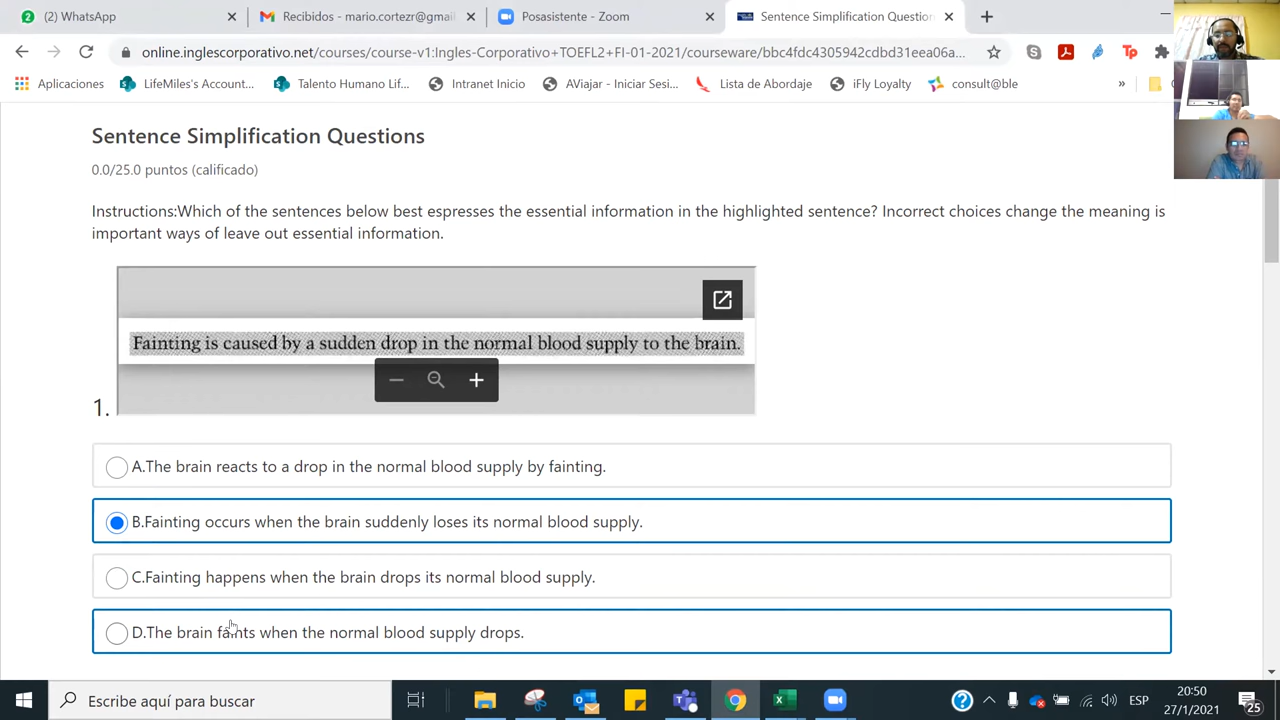 (2) WhatsApp
Recibidos - mario.cortezr@gmai
Posasistente - Zoom
Sentence Simplification Question
online.inglescorporativo.net/courses/course-v1:Ingles-Corporativo+TOEFL2+FI-01-2021/courseware/bbc4fdc4305942cdbd31eea06a...
Aplicaciones
LifeMiles's Account...
Talento Humano Lif...
Intranet Inicio
AViajar - Iniciar Sesi...
Lista de Abordaje
iFly Loyalty
consult@ble
»
Sentence Simplification Questions
0.0/25.0 puntos (calificado)
Instructions:Which of the sentences below best espresses the essential information in the highlighted sentence? Incorrect choices change the meaning is
important ways of leave out essential information.
Fainting is caused by a sudden drop in the normal blood supply to the brain.
1.
A.The brain reacts to a drop in the normal blood supply by fainting.
B.Fainting occurs when the brain suddenly loses its normal blood supply.
C.Fainting happens when the brain drops its normal blood supply.
D.The brain faints when the normal blood supply drops.
Escribe aquí para buscar
ESP
20:50
27/1/2021
25